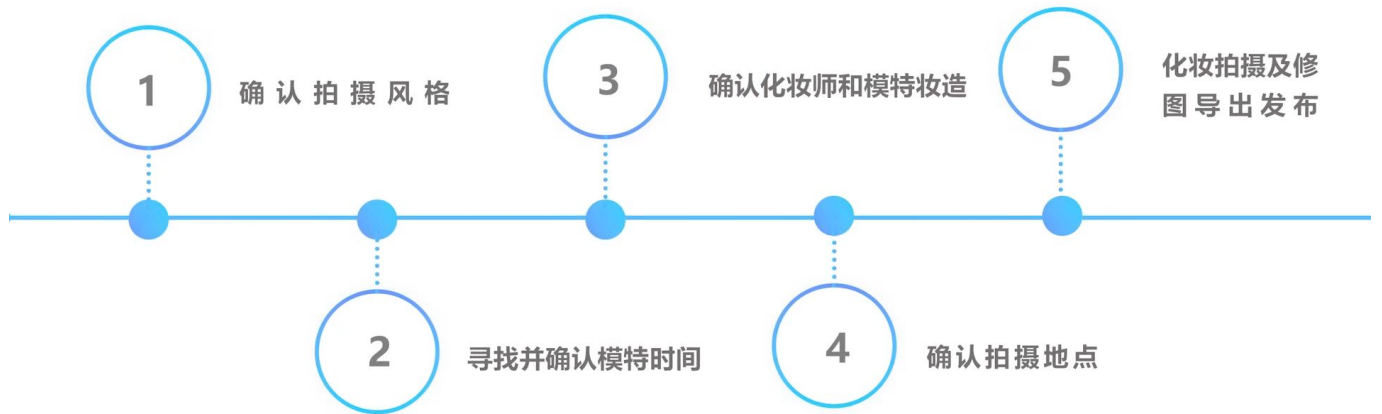 1
确认拍摄风格
2
寻找并确认模特时间
3
确认化妆师和模特妆造
4
确认拍摄地点
5
化妆拍摄及修
图导出发布